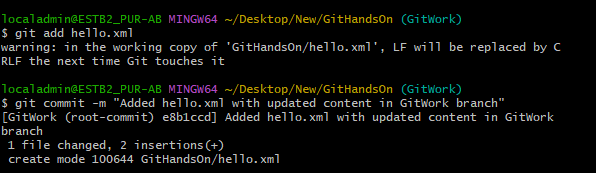 localadmin@ESTB2_PUR-AB MINGW64 ~/Desktop/New/GitHandsOn (GitWork)
$ git add hello.xml
warning: in the working copy of 'GitHandsOn/hello.xml', LF will be replaced by C
RLF the next time Git touches it
localadmin@ESTB2_PUR-AB MINGW64 ~/Desktop/New/GitHandsOn (GitWork)
$ git commit -m "Added hello.xml with updated content in GitWork branch"
[GitWork (root-commit) e8b1ccd] Added hello.xml with updated content in GitWork
branch
1 file changed, 2 insertions(+)
create mode 100644 GitHandsOn/hello.xml